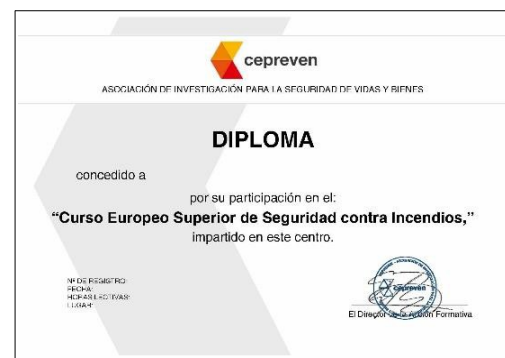 cepreven
ASOCIACIÓN DE INVESTIGACIÓN PARA LA SEGURIDAD DE VIDAS Y BIENES
DIPLOMA
concedido a
por su participación en el:
“Curso Europeo Superior de Seguridad contra Incendios,”
impartido en este centro.
Nº DE REGISTRO:
FECHA:
HORAS LECTIVAS:
LUGAR:
cepreven
El Director de la Acción Formativa